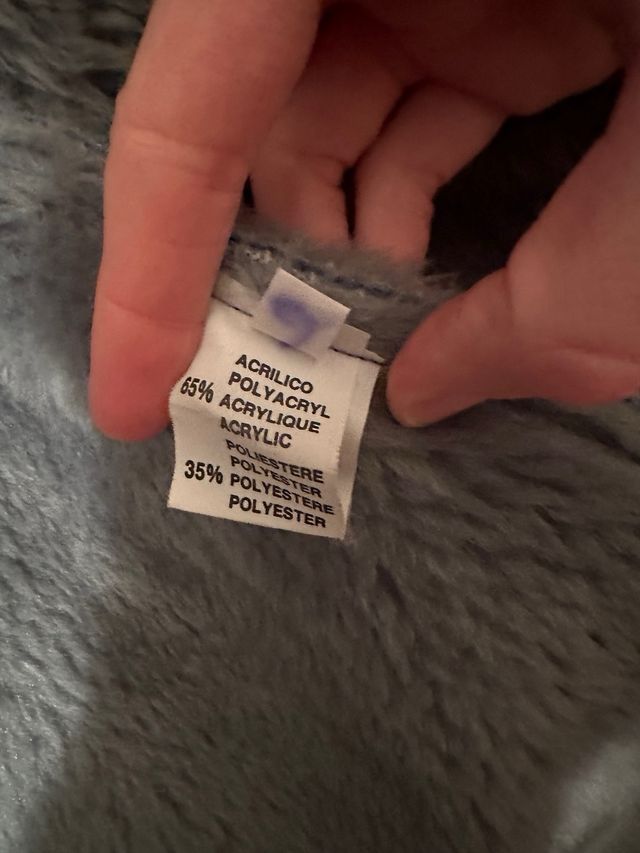 ACRILICO
POLYACRYL
65% ACRYLIQUE
ACRYLIC
POLIESTERE
POLYESTER
35% POLYESTERE
POLYESTER